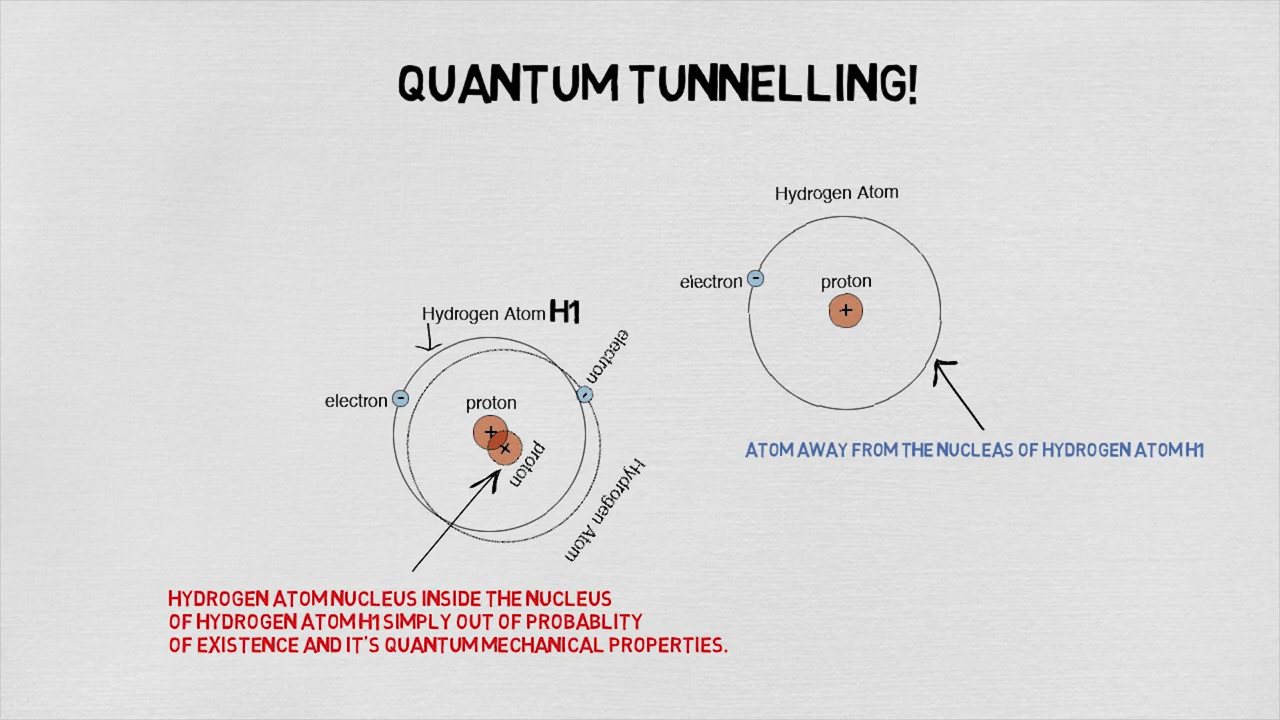 QUANTUM TUNNELLING!
Hydrogen Atom
electron
-
proton
+
ATOM AWAY FROM THE NUCLEAS OF HYDROGEN ATOM H1
Hydrogen Atom H1
electron
-
electron
-
proton
+
+
proton
Hydrogen Atom
HYDROGEN ATOM NUCLEUS INSIDE THE NUCLEUS
OF HYDROGEN ATOM H1 SIMPLY OUT OF PROBABLITY
OF EXISTENCE AND IT'S QUANTUM MECHANICAL PROPERTIES.